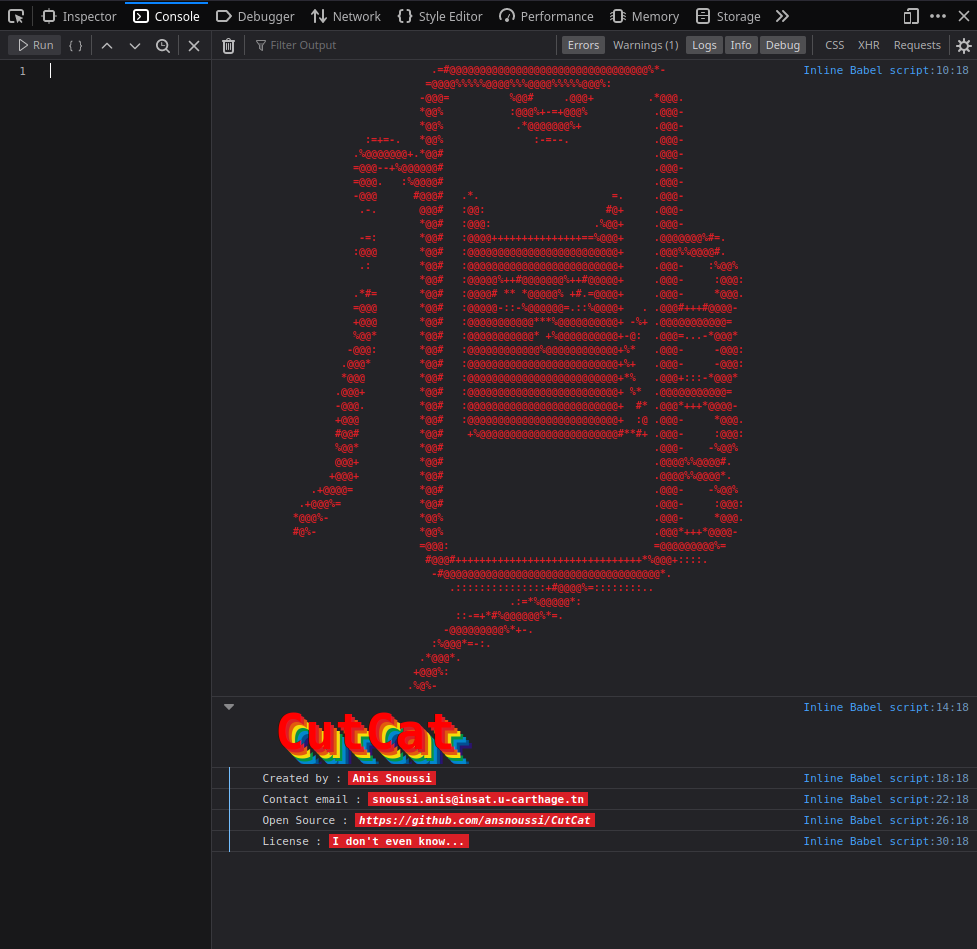 Inspector Console Debugger Network Style Editor Performance Memory Storage
Run { } Filter Output Errors Warnings (1) Logs Info Debug CSS XHR Requests
1
Inline Babel script:10:18
Inline Babel script:14:18
CutCat
Created by : Anis Snoussi Inline Babel script:18:18
Contact email : snoussi.anis@insat.u-carthage.tn Inline Babel script:22:18
Open Source : https://github.com/ansnoussi/CutCat Inline Babel script:26:18
License : I don't even know... Inline Babel script:30:18